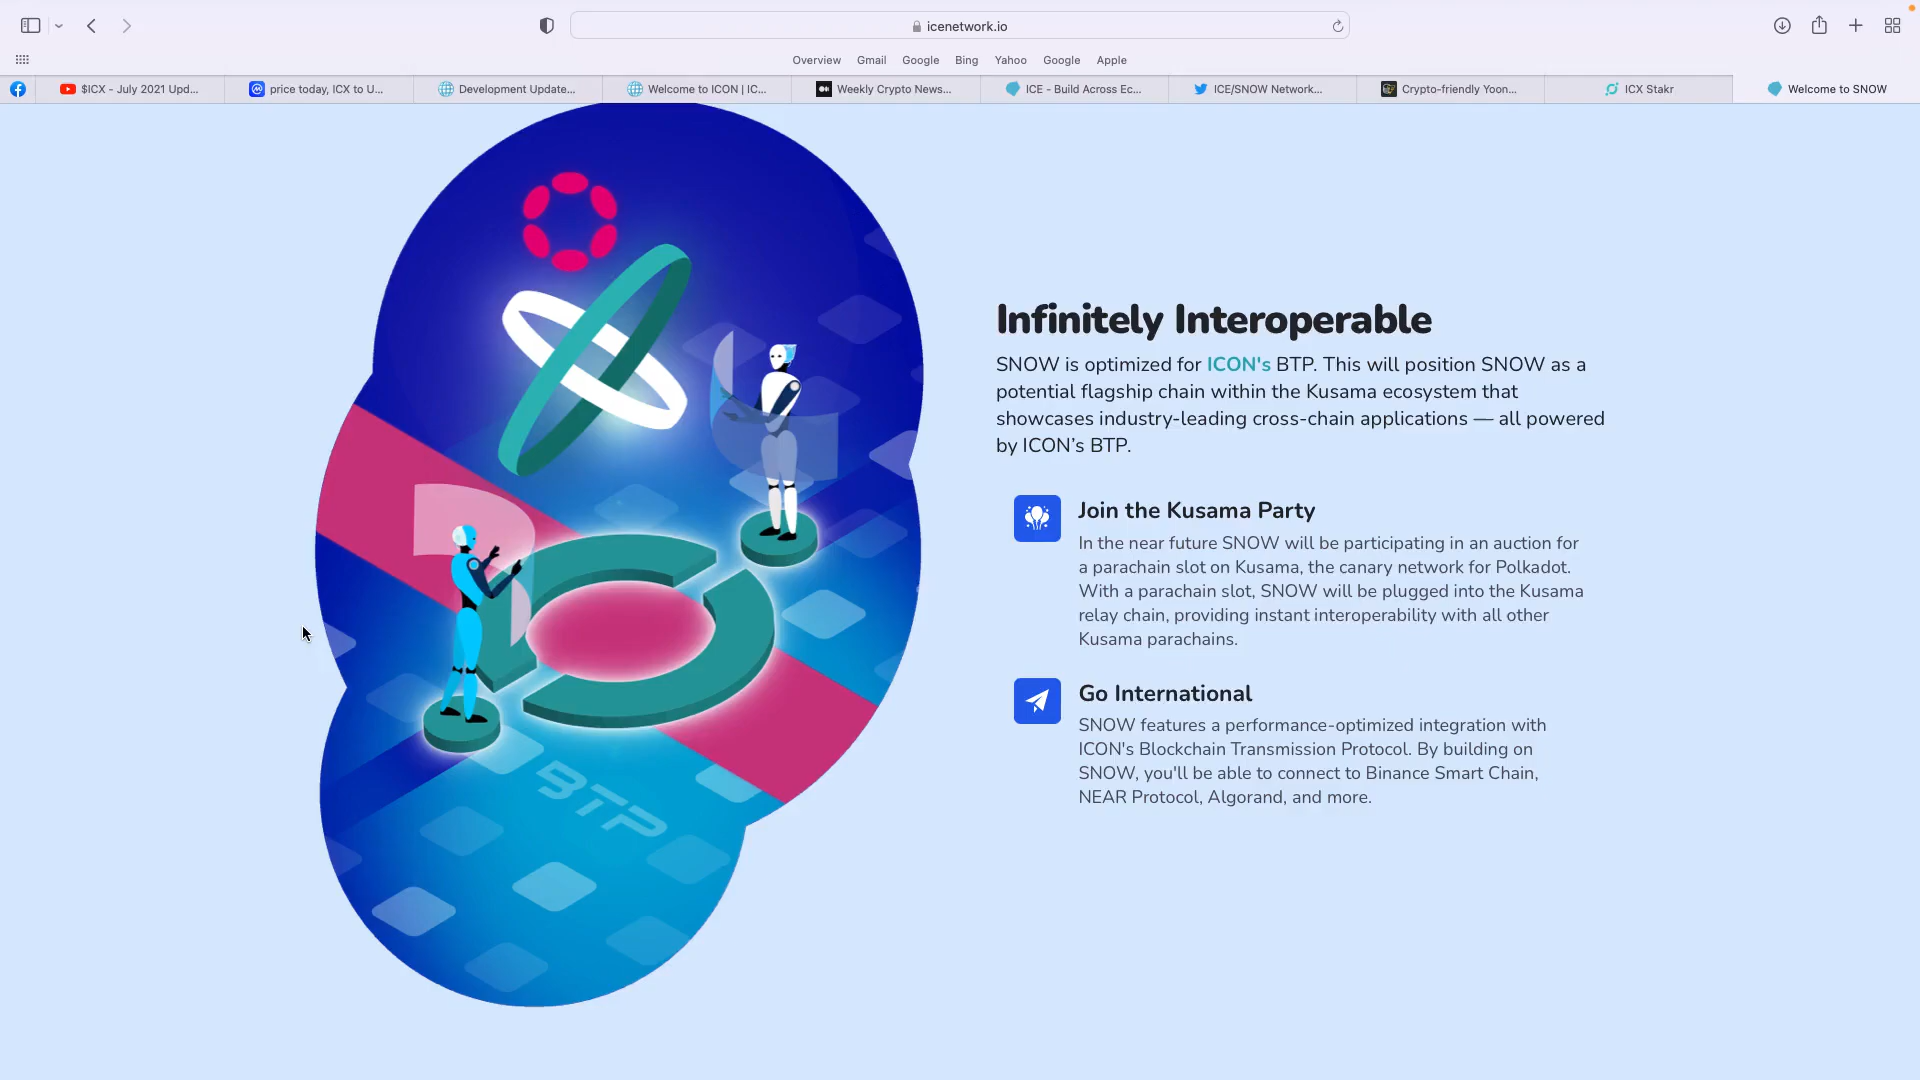 icenetwork.io
Overview Gmail Google Bing Yahoo Google Apple
$ICX - July 2021 Upd... price today, ICX to U... Development Update... Welcome to ICON | IC... Weekly Crypto News... ICE - Build Across Ec... ICE/SNOW Network... Crypto-friendly Yoon... ICX Stakr Welcome to SNOW
BTP
Infinitely Interoperable
SNOW is optimized for ICON's BTP. This will position SNOW as a
potential flagship chain within the Kusama ecosystem that
showcases industry-leading cross-chain applications — all powered
by ICON’s BTP.
Join the Kusama Party
In the near future SNOW will be participating in an auction for
a parachain slot on Kusama, the canary network for Polkadot.
With a parachain slot, SNOW will be plugged into the Kusama
relay chain, providing instant interoperability with all other
Kusama parachains.
Go International
SNOW features a performance-optimized integration with
ICON's Blockchain Transmission Protocol. By building on
SNOW, you'll be able to connect to Binance Smart Chain,
NEAR Protocol, Algorand, and more.